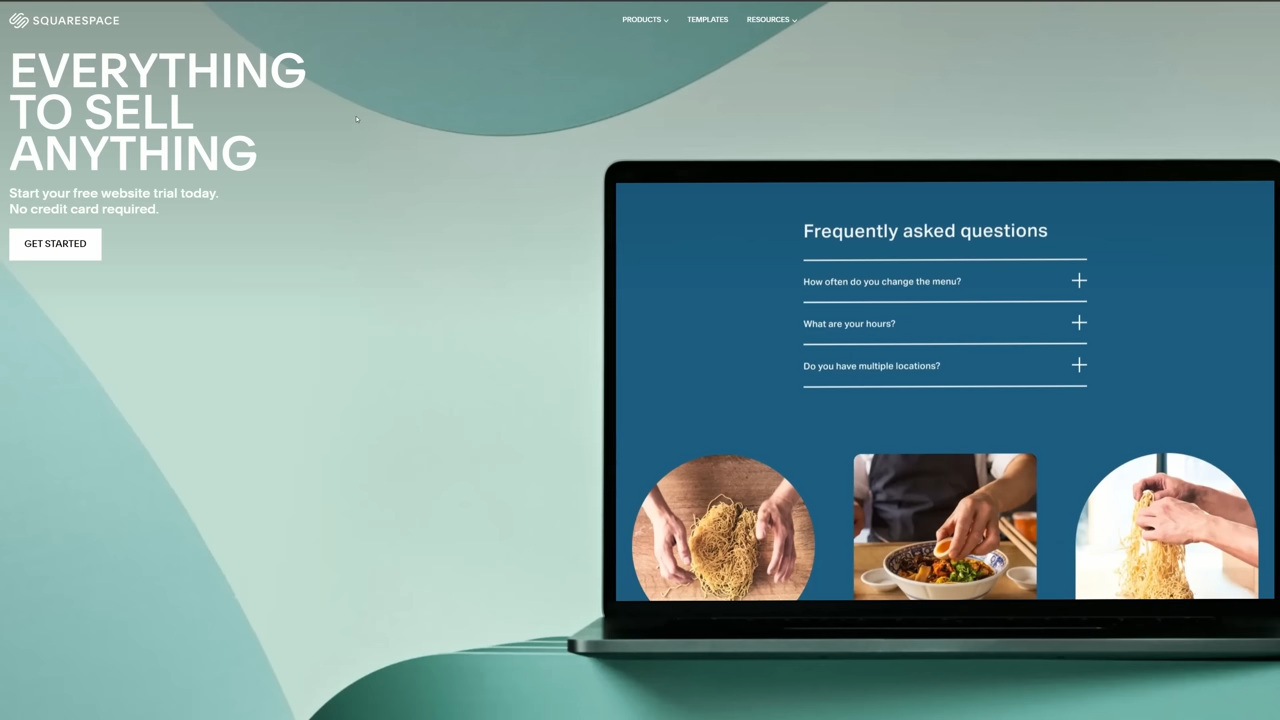 SQUARESPACE
PRODUCTS
TEMPLATES
RESOURCES
EVERYTHING
TO SELL
ANYTHING
Start your free website trial today.
No credit card required.
GET STARTED
Frequently asked questions
How often do you change the menu?
What are your hours?
Do you have multiple locations?